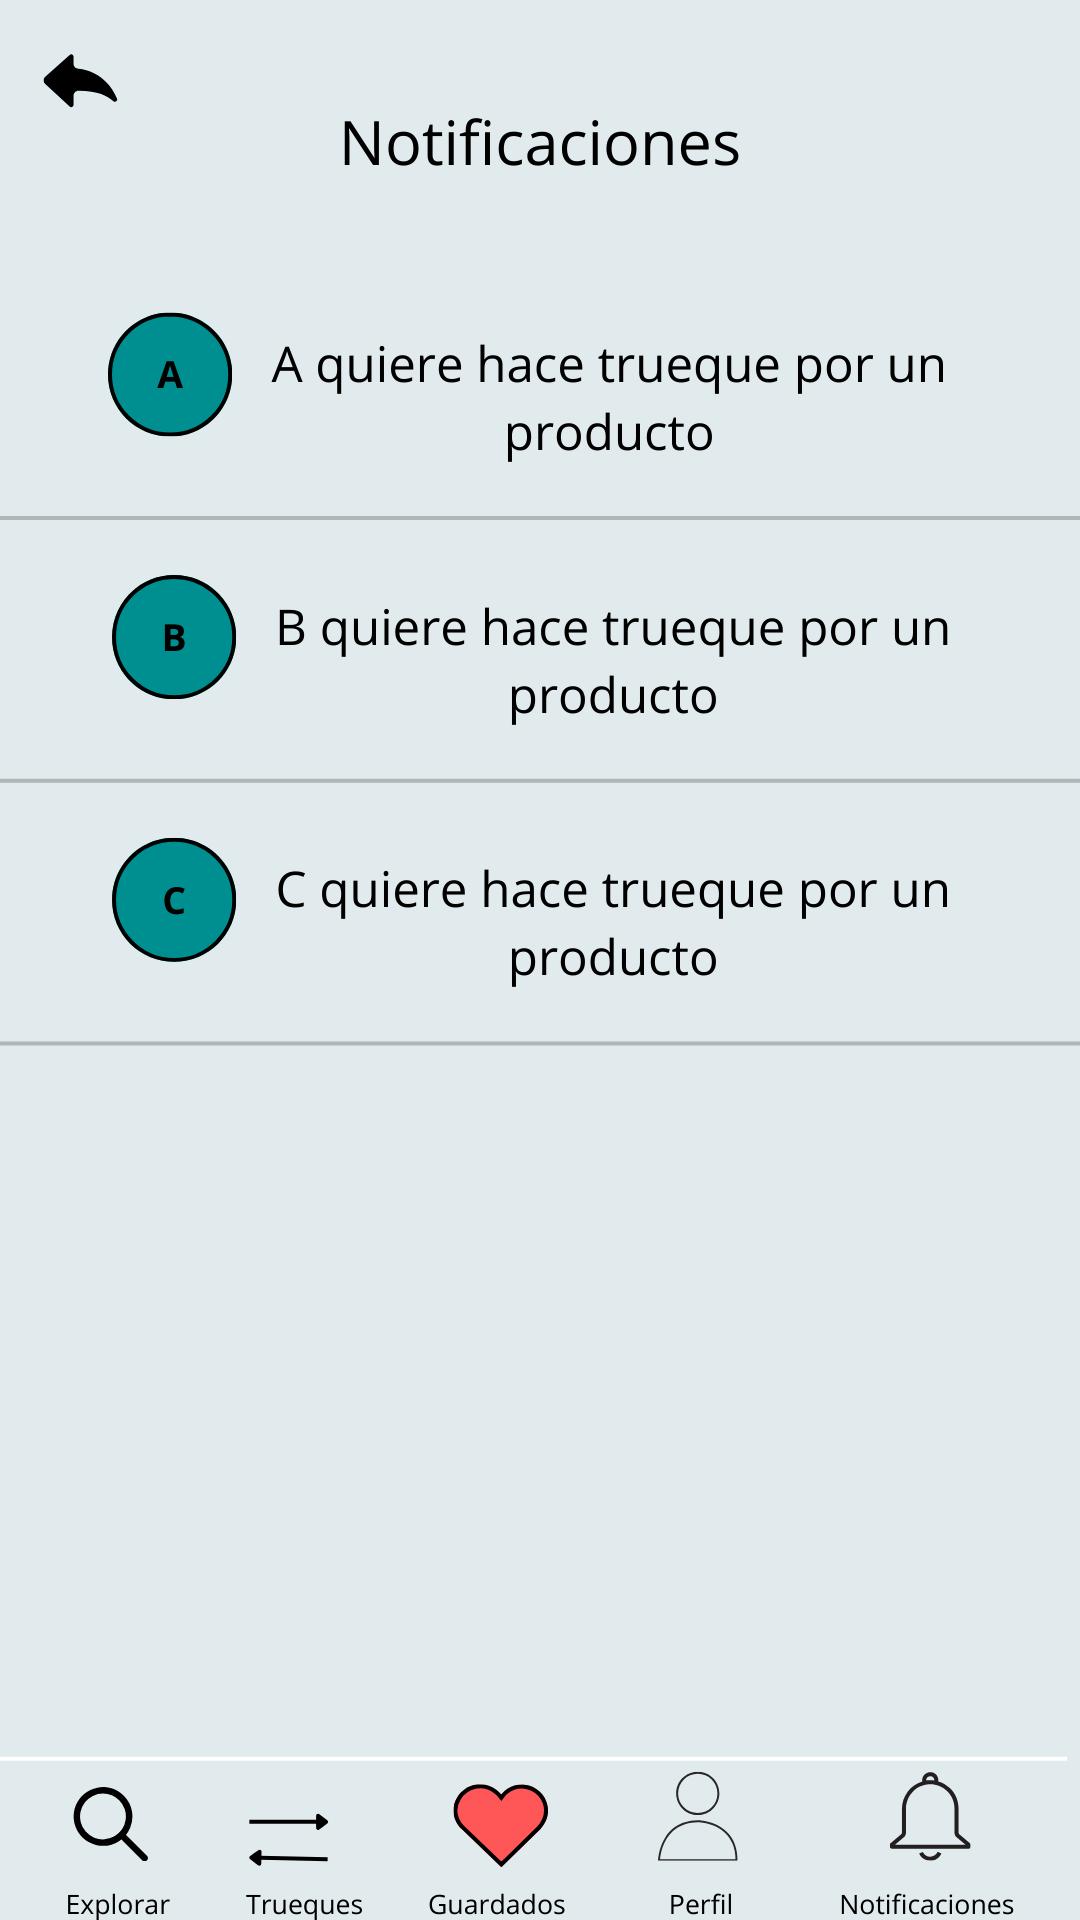 Notificaciones
A
A quiere hace trueque por un
producto
B
B quiere hace trueque por un
producto
C
C quiere hace trueque por un
producto
Explorar
Trueques
Guardados
Perfil
Notificaciones